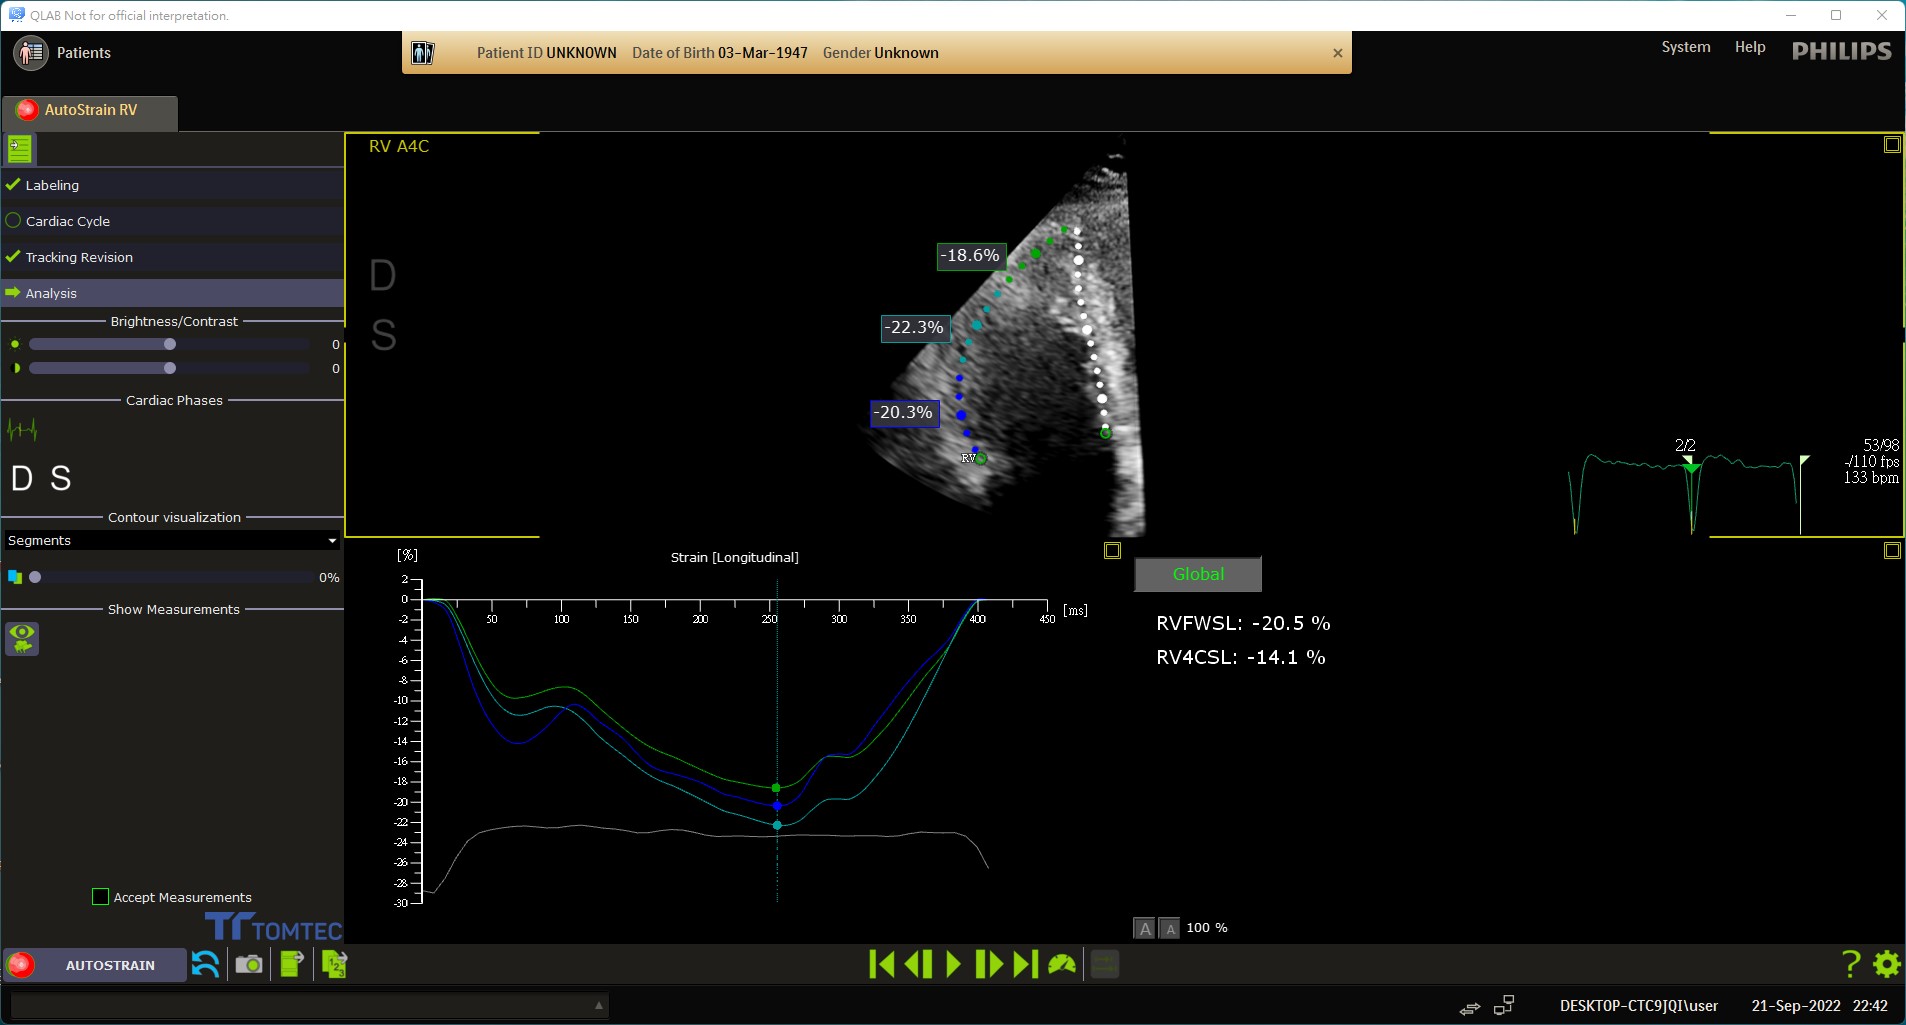 QLAB Not for official interpretation.
Patients
Patient ID UNKNOWN Date of Birth 03-Mar-1947 Gender Unknown
System Help PHILIPS
AutoStrain RV
Labeling
Cardiac Cycle
Tracking Revision
Analysis
Brightness/Contrast
0
0
Cardiac Phases
D S
Contour visualization
Segments
0%
Show Measurements
Accept Measurements
TOMTEC
RV A4C
D
S
-18.6%
-22.3%
-20.3%
RV
2/2
53/98
-/110 fps
133 bpm
[%]
Strain [Longitudinal]
2
0
-2
-4
-6
-8
-10
-12
-14
-16
-18
-20
-22
-24
-26
-28
-30
50 100 150 200 250 300 350 400 450 [ms]
Global
RVFWSL: -20.5 %
RV4CSL: -14.1 %
A A 100 %
AUTOSTRAIN
123
?
DESKTOP-CTC9JQI\user 21-Sep-2022 22:42